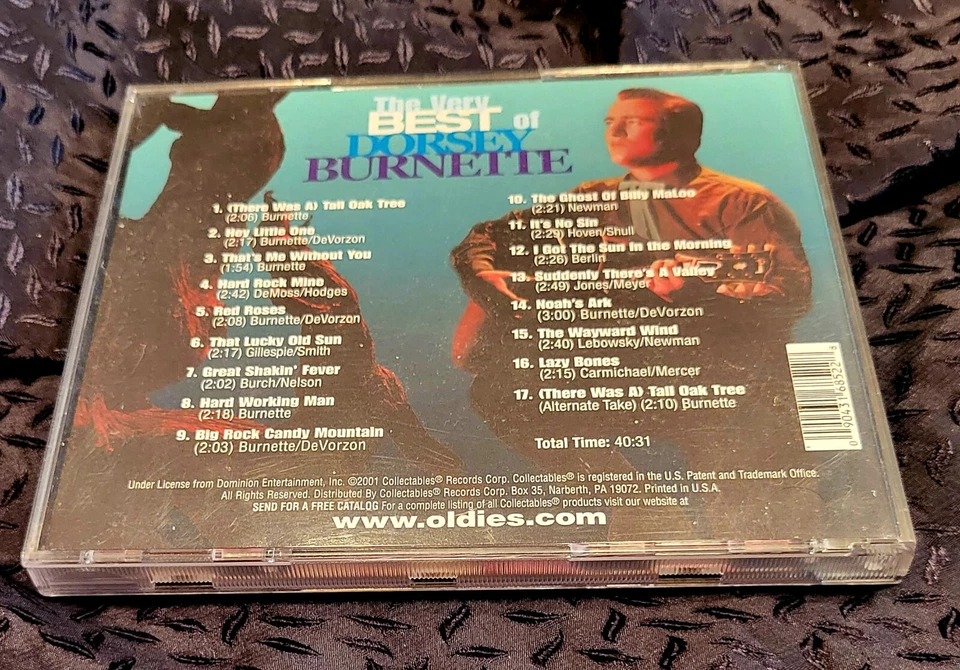 The Very
BEST of
DORSEY
BURNETTE
1. (There Was A) Tall Oak Tree
(2:06) Burnette
2. Hey Little One
(2:17) Burnette/DeVorzon
3. That's Me Without You
(1:54) Burnette
4. Hard Rock Mine
(2:42) DeMoss/Hodges
5. Red Roses
(2:08) Burnette/DeVorzon
6. That Lucky Old Sun
(2:17) Gillespie/Smith
7. Great Shakin' Fever
(2:02) Burch/Nelson
8. Hard Working Man
(2:18) Burnette
9. Big Rock Candy Mountain
(2:03) Burnette/DeVorzon
10. The Ghost Of Billy MaLoo
(2:21) Newman
11. It's No Sin
(2:29) Hoven/Shull
12. I Got The Sun In the Morning
(2:26) Berlin
13. Suddenly There's A Valley
(2:49) Jones/Meyer
14. Noah's Ark
(3:00) Burnette/DeVorzon
15. The Wayward Wind
(2:40) Lebowsky/Newman
16. Lazy Bones
(2:15) Carmichael/Mercer
17. (There Was A) Tall Oak Tree
(Alternate Take) (2:10) Burnette
Total Time: 40:31
0 90431 68522 8
Under License from Dominion Entertainment, Inc. ©2001 Collectables® Records Corp. Collectables® is registered in the U.S. Patent and Trademark Office.
All Rights Reserved. Distributed By Collectables® Records Corp. Box 35, Narberth, PA 19072. Printed in U.S.A.
SEND FOR A FREE CATALOG For a complete listing of all Collectables® products visit our website at
www.oldies.com